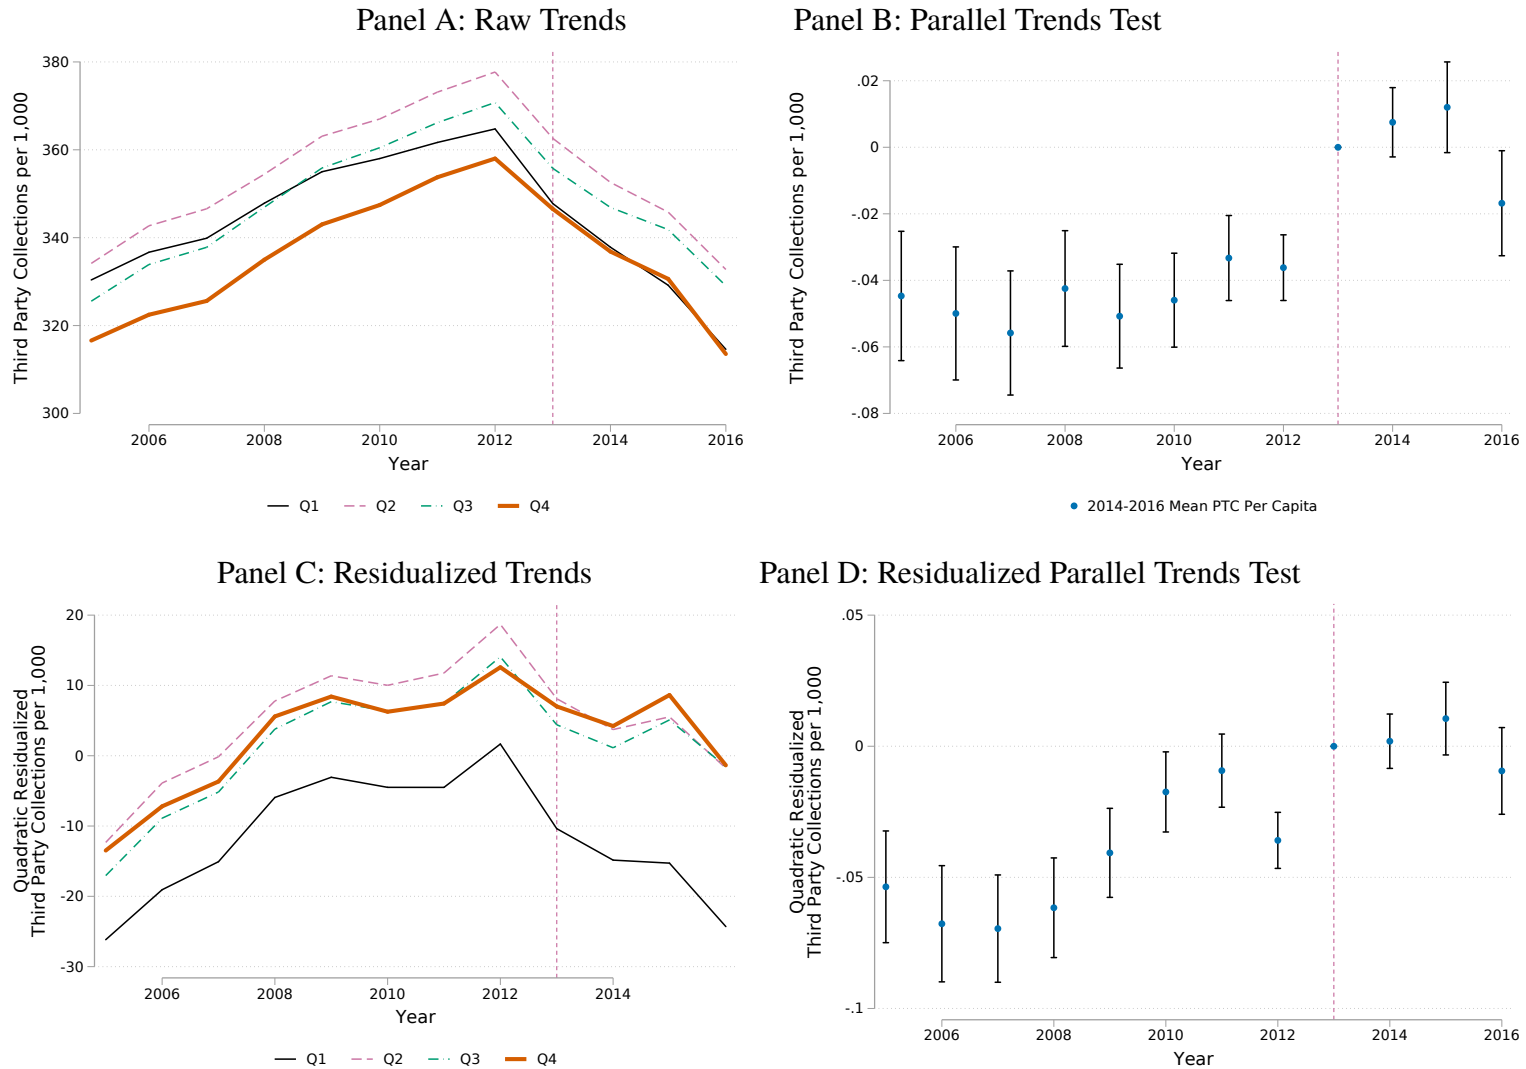 Panel A: Raw Trends
Third Party Collections per 1,000
380
360
340
320
300
2006 2008 2010 2012 2014 2016
Year
Q1 Q2 Q3 Q4
Panel B: Parallel Trends Test
Third Party Collections per 1,000
.02
0
-.02
-.04
-.06
-.08
2006 2008 2010 2012 2014 2016
Year
2014-2016 Mean PTC Per Capita
Panel C: Residualized Trends
Quadratic Residualized
Third Party Collections per 1,000
20
10
0
-10
-20
-30
2006 2008 2010 2012 2014
Year
Q1 Q2 Q3 Q4
Panel D: Residualized Parallel Trends Test
Quadratic Residualized
Third Party Collections per 1,000
.05
0
-.05
-.1
2006 2008 2010 2012 2014 2016
Year